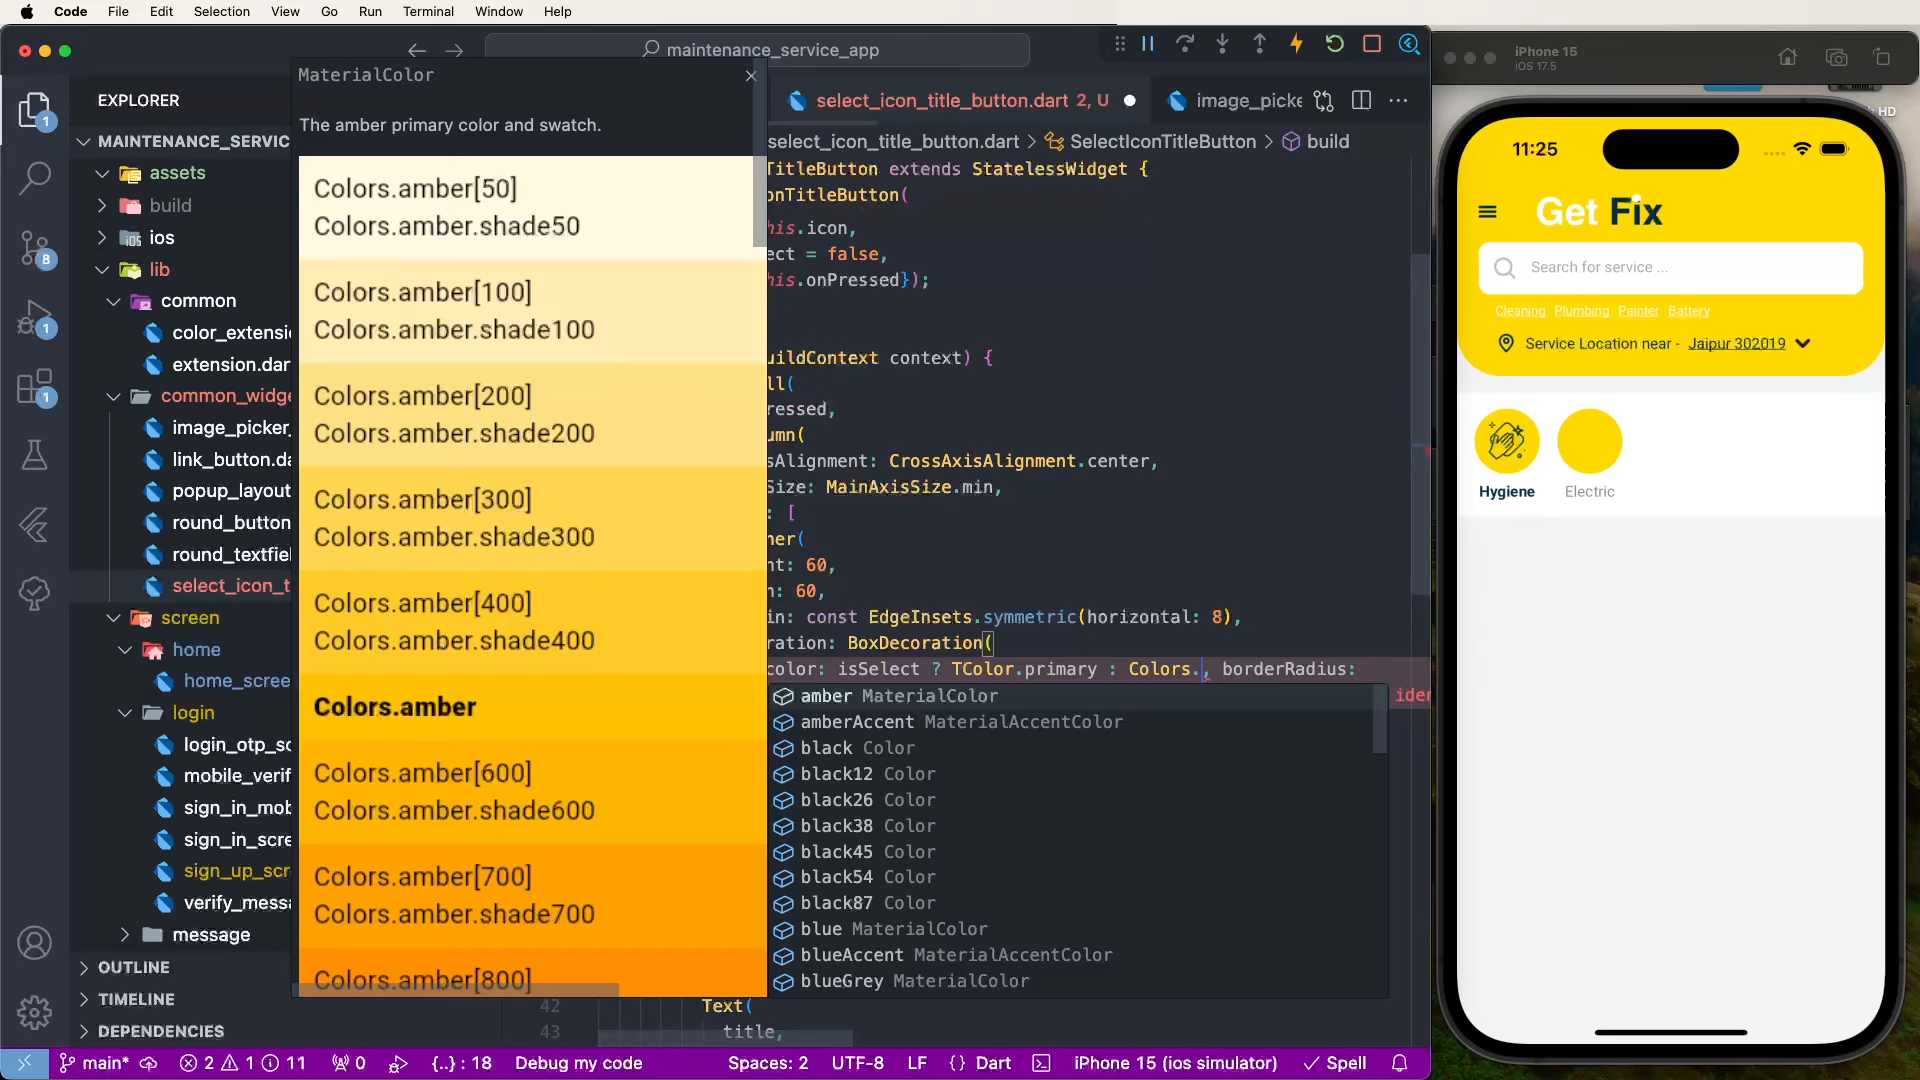 Code File Edit Selection View Go Run Terminal Window Help
maintenance_service_app
iPhone 15
iOS 17.5
HD
EXPLORER
MAINTENANCE_SERVIC
assets
build
ios
lib
common
color_extensi
extension.dar
common_widge
image_picker_
link_button.da
popup_layout
round_button
round_textfiel
select_icon_t
screen
home
home_scree
login
login_otp_sc
mobile_verif
sign_in_mob
sign_in_scre
sign_up_scr
verify_messa
message
OUTLINE
TIMELINE
DEPENDENCIES
1
8
1
1
MaterialColor
The amber primary color and swatch.
Colors.amber[50]
Colors.amber.shade50
Colors.amber[100]
Colors.amber.shade100
Colors.amber[200]
Colors.amber.shade200
Colors.amber[300]
Colors.amber.shade300
Colors.amber[400]
Colors.amber.shade400
Colors.amber
Colors.amber[600]
Colors.amber.shade600
Colors.amber[700]
Colors.amber.shade700
Colors.amber[800]
select_icon_title_button.dart 2, U
image_picke
select_icon_title_button.dart > SelectIconTitleButton > build
TitleButton extends StatelessWidget {
onTitleButton(
his.icon,
ect = false,
his.onPressed});
uildContext context) {
ll(
ressed,
umn(
sAlignment: CrossAxisAlignment.center,
Size: MainAxisSize.min,
: [
ner(
ht: 60,
h: 60,
in: const EdgeInsets.symmetric(horizontal: 8),
ration: BoxDecoration(
color: isSelect ? TColor.primary : Colors., borderRadius:
iden
amber MaterialColor
amberAccent MaterialAccentColor
black Color
black12 Color
black26 Color
black38 Color
black45 Color
black54 Color
black87 Color
blue MaterialColor
blueAccent MaterialAccentColor
blueGrey MaterialColor
42 Text(
43 title,
main* 2 1 11 0 {..} : 18 Debug my code Spaces: 2 UTF-8 LF {} Dart iPhone 15 (ios simulator) Spell
11:25
Get Fix
Search for service ...
Cleaning Plumbing Painter Battery
Service Location near - Jaipur 302019
Hygiene
Electric